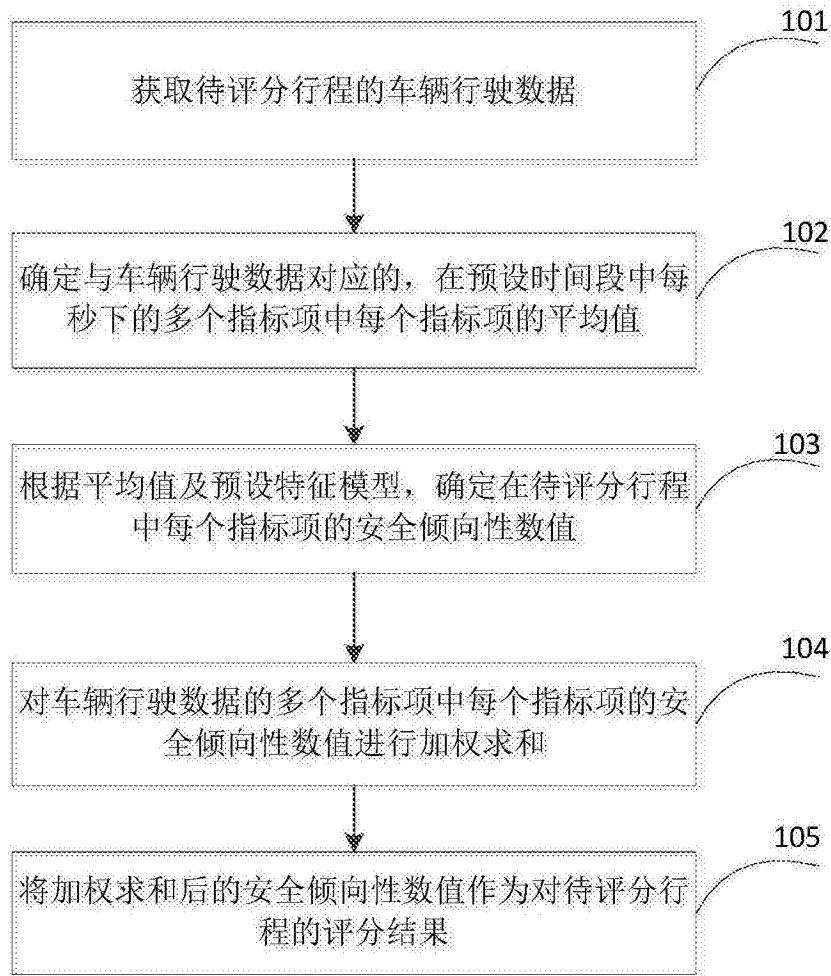 101
获取待评分行程的车辆行驶数据
102
确定与车辆行驶数据对应的，在预设时间段中每
秒下的多个指标项中每个指标项的平均值
103
根据平均值及预设特征模型，确定在待评分行程
中每个指标项的安全倾向性数值
104
对车辆行驶数据的多个指标项中每个指标项的安
全倾向性数值进行加权求和
105
将加权求和后的安全倾向性数值作为对待评分行
程的评分结果